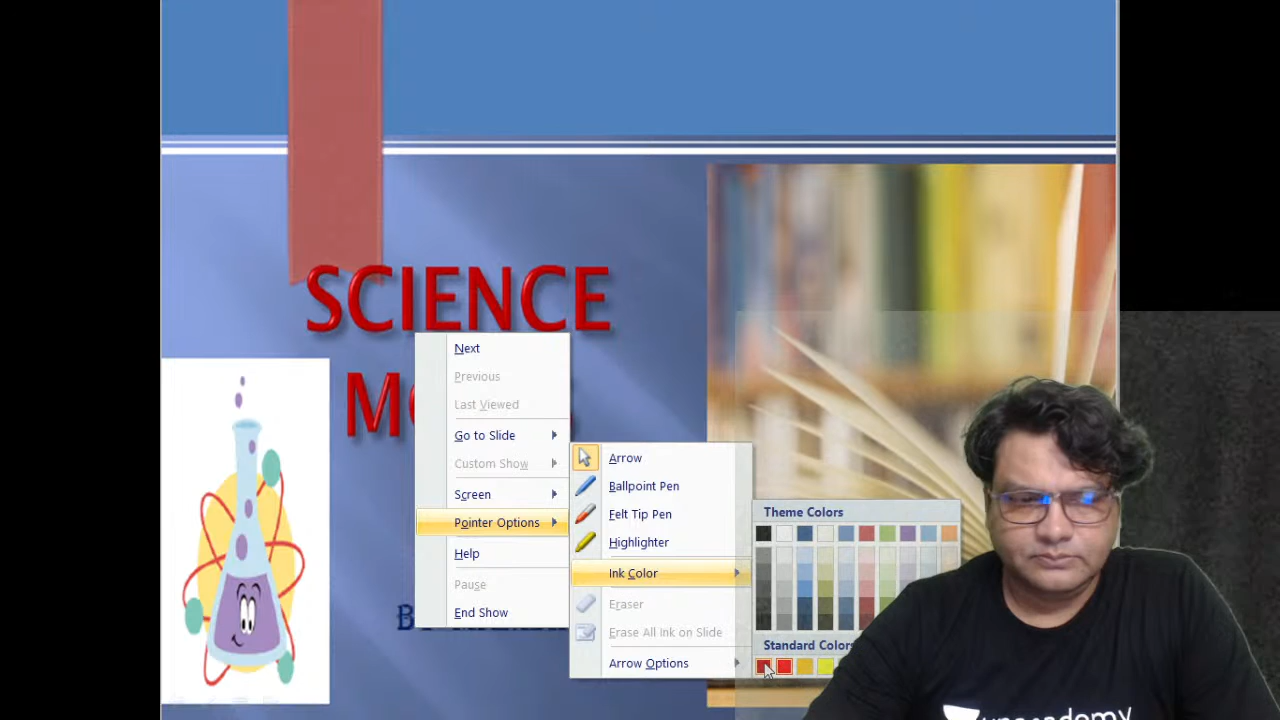 SCIENCE
Next
Previous
Last Viewed
Go to Slide
Custom Show
Screen
Pointer Options
Help
Pause
End Show
Arrow
Ballpoint Pen
Felt Tip Pen
Highlighter
Ink Color
Eraser
Erase All Ink on Slide
Arrow Options
Theme Colors
Standard Colors